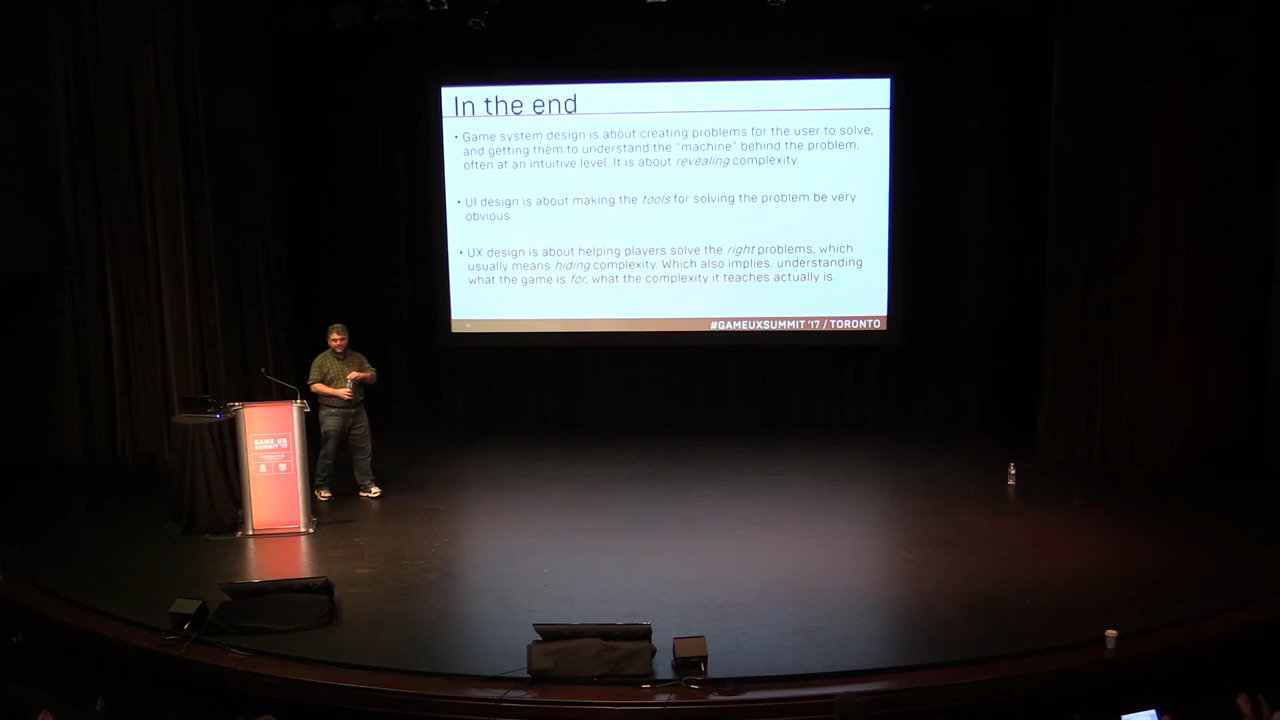 In the end
• Game system design is about creating problems for the user to solve,
and getting them to understand the “machine” behind the problem,
often at an intuitive level. It is about revealing complexity.
• UI design is about making the tools for solving the problem be very
obvious.
• UX design is about helping players solve the right problems, which
usually means hiding complexity. Which also implies. understanding
what the game is for, what the complexity it teaches actually is.
#GAMEUXSUMMIT '17 / TORONTO
GAME UX
SUMMIT '17
TORONTO